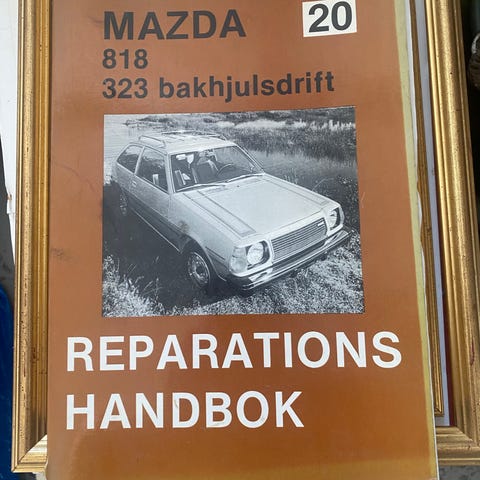 MAZDA
20
818
323 bakhjulsdrift
REPARATIONS
HANDBOK